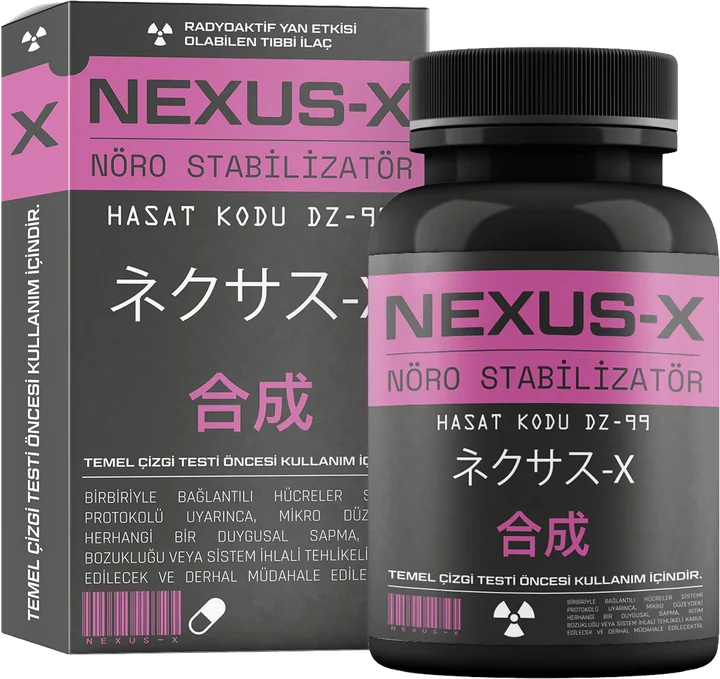 X
TEMEL ÇİZGİ TESTİ ÖNCESİ KULLANIM İÇİNDİR.
RADYOAKTİF YAN ETKİSİ
OLABİLEN TIBBİ İLAÇ
NEXUS-X
NÖRO STABİLİZATÖR
HASAT KODU DZ-99
ネクサス-X
合成
TEMEL ÇİZGİ TESTİ ÖNCESİ KULLANIM İÇ
BİRBİRİYLE BAĞLANTILI HÜCRELER S
PROTOKOLÜ UYARINCA, MİKRO DÜZ
HERHANGİ BİR DUYGUSAL SAPMA,
BOZUKLUĞU VEYA SİSTEM İHLALİ TEHLİKELİ
EDİLECEK VE DERHAL MÜDAHALE EDİLE
NEXUS-X
NEXUS-X
NÖRO STABİLİZATÖR
HASAT KODU DZ-99
ネクサス-X
合成
TEMEL ÇİZGİ TESTİ ÖNCESİ KULLANIM İÇİNDİR.
BİRBİRİYLE BAĞLANTILI HÜCRELER SİSTEMİ
PROTOKOLÜ UYARINCA, MİKRO DÜZEYDEKİ
HERHANGİ BİR DUYGUSAL SAPMA, RİTİM
BOZUKLUĞU VEYA SİSTEM İHLALİ TEHLİKELİ KABUL
EDİLECEK VE DERHAL MÜDAHALE EDİLECEKTİR.
NEXUS-X